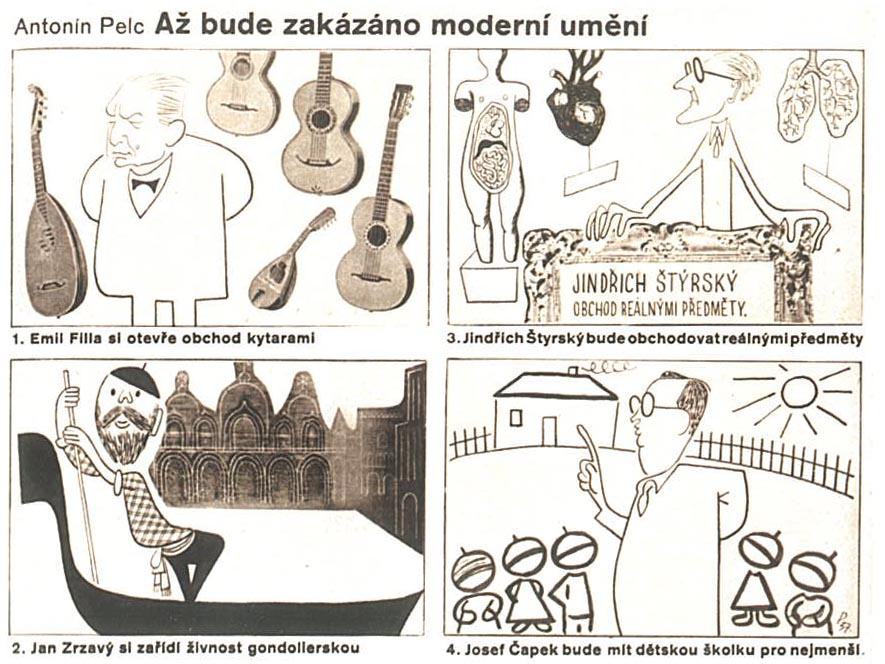 Antonín Pelc Až bude zakázáno moderní umění
1. Emil Filla si otevře obchod kytarami
JINDŘICH ŠTÝRSKÝ
OBCHOD REÁLNÝMI PŘEDMĚTY.
3. Jindřich Štyrský bude obchodovat reálnými předměty
2. Jan Zrzavý si zařídí živnost gondolierskou
4. Josef Čapek bude mít dětskou školku pro nejmenší.
P
37.